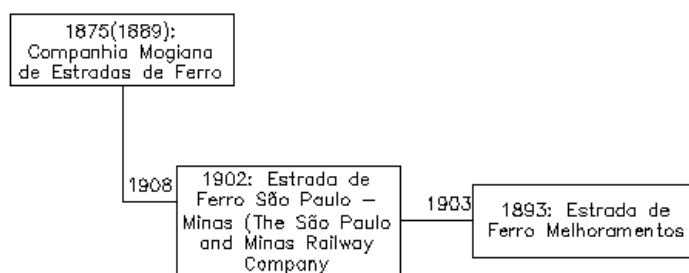 1875(1889):
Companhia Mogiana
de Estradas de Ferro
1908
1902: Estrada de
Ferro São Paulo –
Minas (The São Paulo
and Minas Railway
Company
1903
1893: Estrada de
Ferro Melhoramentos